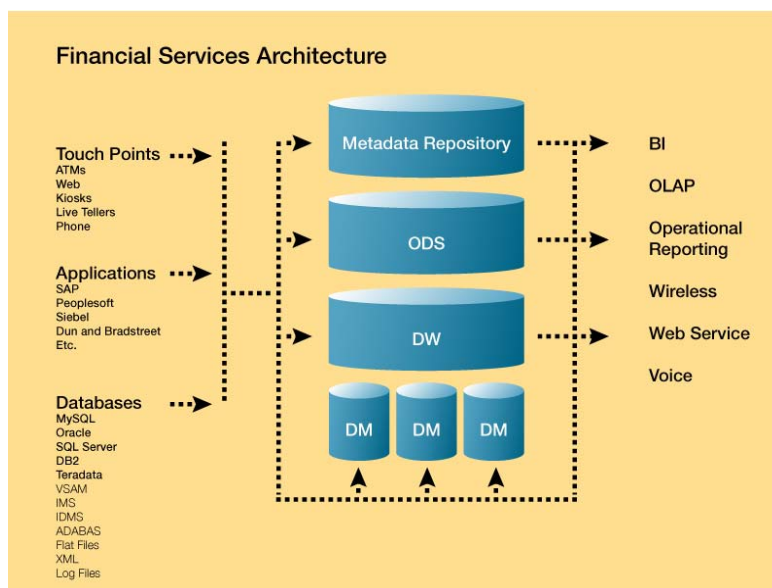 Financial Services Architecture
Touch Points
ATMs
Web
Kiosks
Live Tellers
Phone
Applications
SAP
Peoplesoft
Siebel
Dun and Bradstreet
Etc.
Databases
MySQL
Oracle
SQL Server
DB2
Teradata
VSAM
IMS
IDMS
ADABAS
Flat Files
XML
Log Files
Metadata Repository
ODS
DW
DM DM DM
BI
OLAP
Operational
Reporting
Wireless
Web Service
Voice